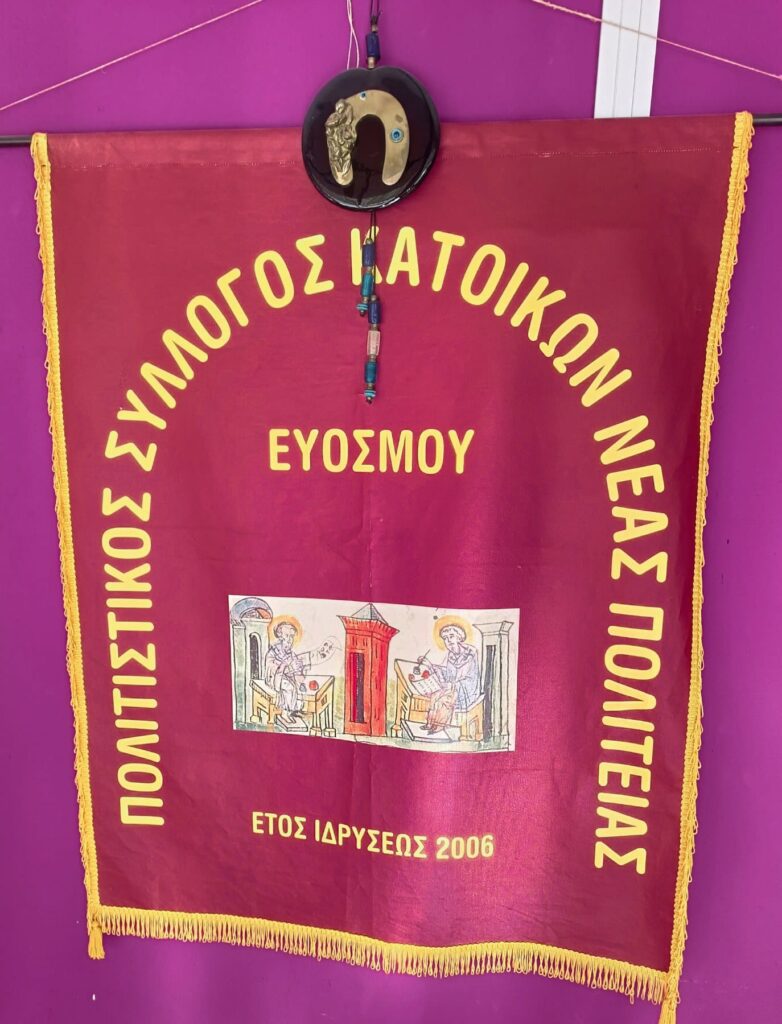 ΠΟΛΙΤΙΣΤΙΚΟΣ ΣΥΛΛΟΓΟΣ ΚΑΤΟΙΚΩΝ ΝΕΑΣ ΠΟΛΙΤΕΙΑΣ
ΕΥΟΣΜΟΥ
ΕΤΟΣ ΙΔΡΥΣΕΩΣ 2006